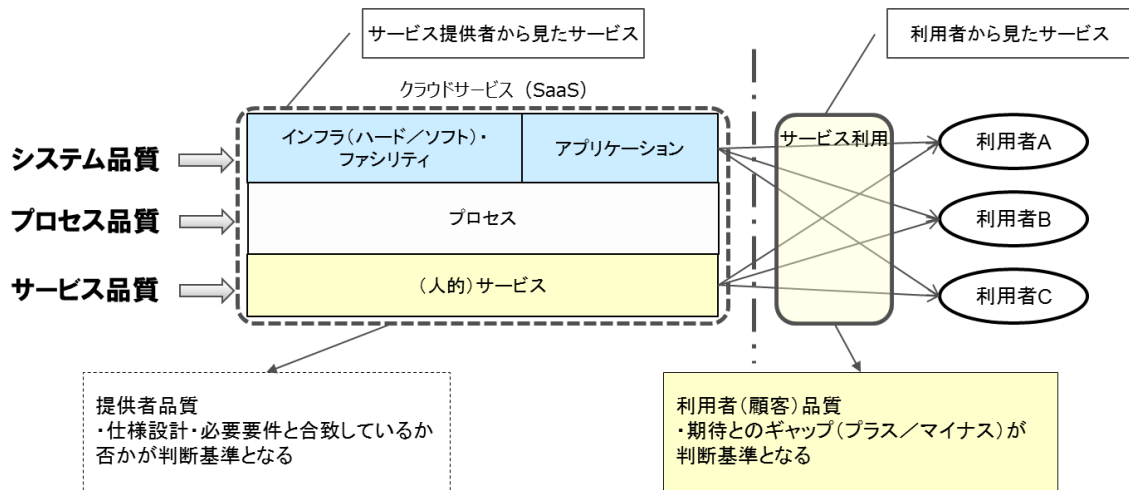 サービス提供者から見たサービス
利用者から見たサービス
クラウドサービス（SaaS）
システム品質
インフラ（ハード／ソフト）・
ファシリティ
アプリケーション
サービス利用
利用者A
プロセス品質
プロセス
利用者B
サービス品質
（人的）サービス
利用者C
提供者品質
・仕様設計・必要要件と合致しているか
否かが判断基準となる
利用者（顧客）品質
・期待とのギャップ（プラス／マイナス）が
判断基準となる